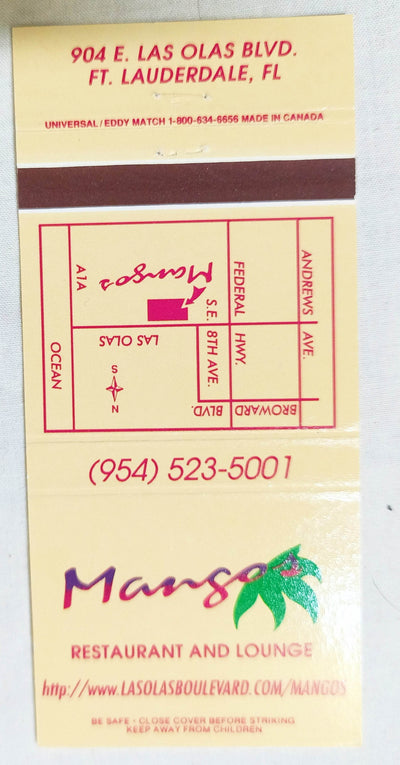 904 E. LAS OLAS BLVD.
FT. LAUDERDALE, FL
UNIVERSAL/EDDY MATCH 1-800-634-6656 MADE IN CANADA
ANDREWS AVE.
FEDERAL HWY.
S.E. 8TH AVE.
Mangos
A1A
LAS OLAS
OCEAN
S
N
BROWARD BLVD.
(954) 523-5001
Mangos
RESTAURANT AND LOUNGE
http://www.LASOLASBOULEVARD.COM/MANGOS
BE SAFE - CLOSE COVER BEFORE STRIKING
KEEP AWAY FROM CHILDREN